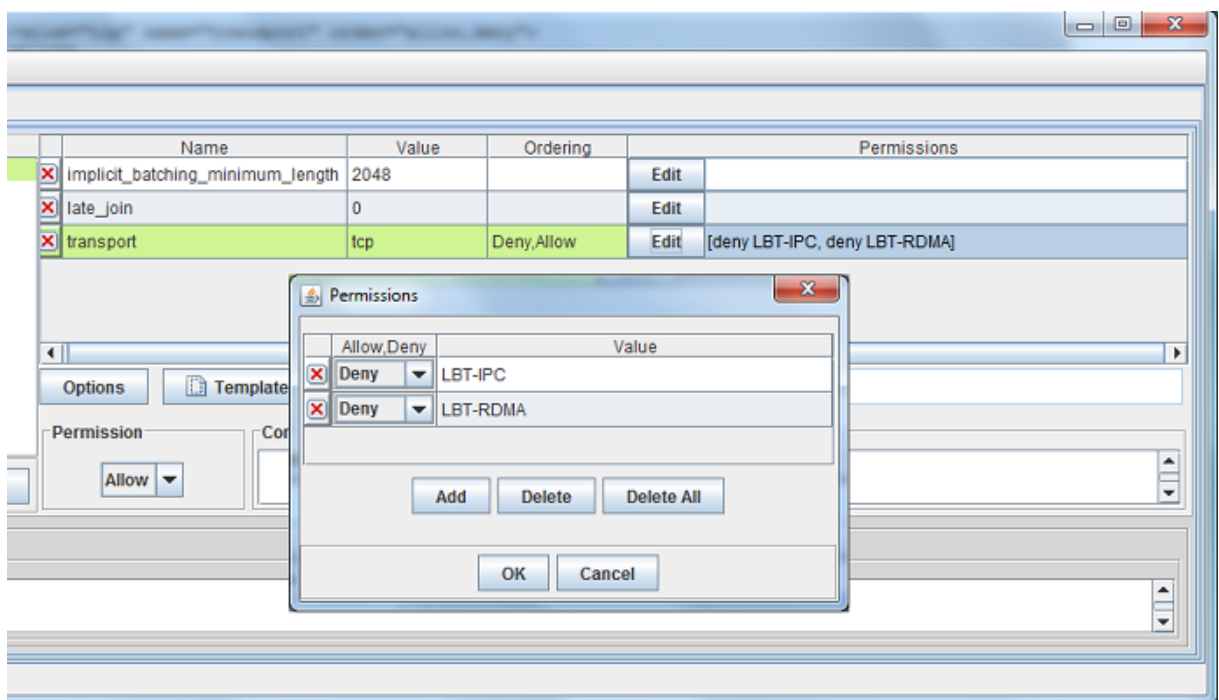 Name Value Ordering Permissions
implicit_batching_minimum_length 2048 Edit
late_join 0 Edit
transport tcp Deny,Allow Edit [deny LBT-IPC, deny LBT-RDMA]
Permissions
Allow,Deny Value
Deny LBT-IPC
Deny LBT-RDMA
Options Template
Permission Cor
Allow
Add Delete Delete All
OK Cancel